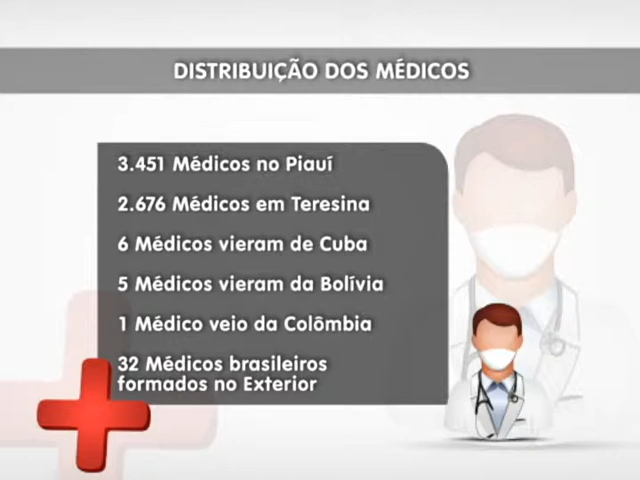 DISTRIBUIÇÃO DOS MÉDICOS
3.451 Médicos no Piauí
2.676 Médicos em Teresina
6 Médicos vieram de Cuba
5 Médicos vieram da Bolívia
1 Médico veio da Colômbia
32 Médicos brasileiros
formados no Exterior